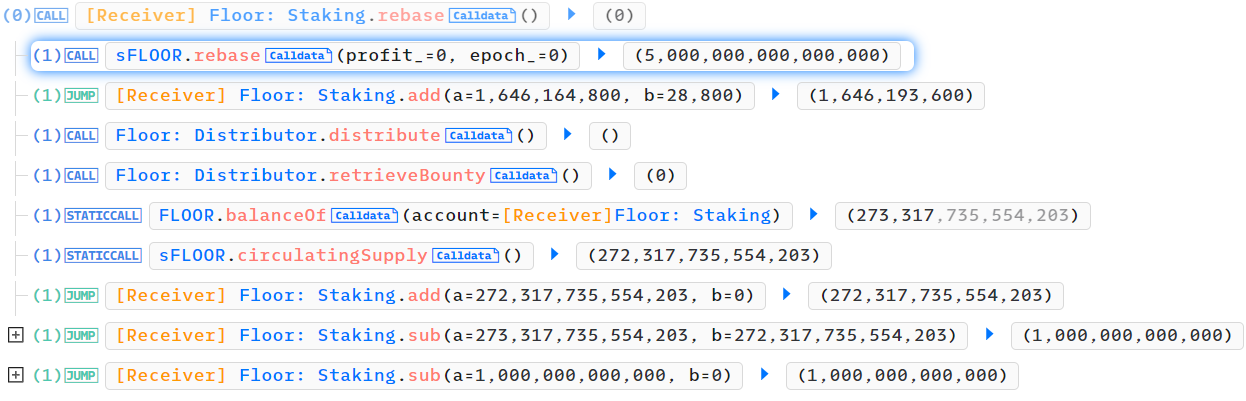 (0) CALL [Receiver] Floor: Staking.rebase Calldata () ▶ (0)
(1) CALL sFLOOR.rebase Calldata (profit_=0, epoch_=0) ▶ (5,000,000,000,000,000)
(1) JUMP [Receiver] Floor: Staking.add(a=1,646,164,800, b=28,800) ▶ (1,646,193,600)
(1) CALL Floor: Distributor.distribute Calldata () ▶ ()
(1) CALL Floor: Distributor.retrieveBounty Calldata () ▶ (0)
(1) STATICCALL FLOOR.balanceOf Calldata (account=[Receiver]Floor: Staking) ▶ (273,317,735,554,203)
(1) STATICCALL sFLOOR.circulatingSupply Calldata () ▶ (272,317,735,554,203)
(1) JUMP [Receiver] Floor: Staking.add(a=272,317,735,554,203, b=0) ▶ (272,317,735,554,203)
(1) JUMP [Receiver] Floor: Staking.sub(a=273,317,735,554,203, b=272,317,735,554,203) ▶ (1,000,000,000,000)
(1) JUMP [Receiver] Floor: Staking.sub(a=1,000,000,000,000, b=0) ▶ (1,000,000,000,000)